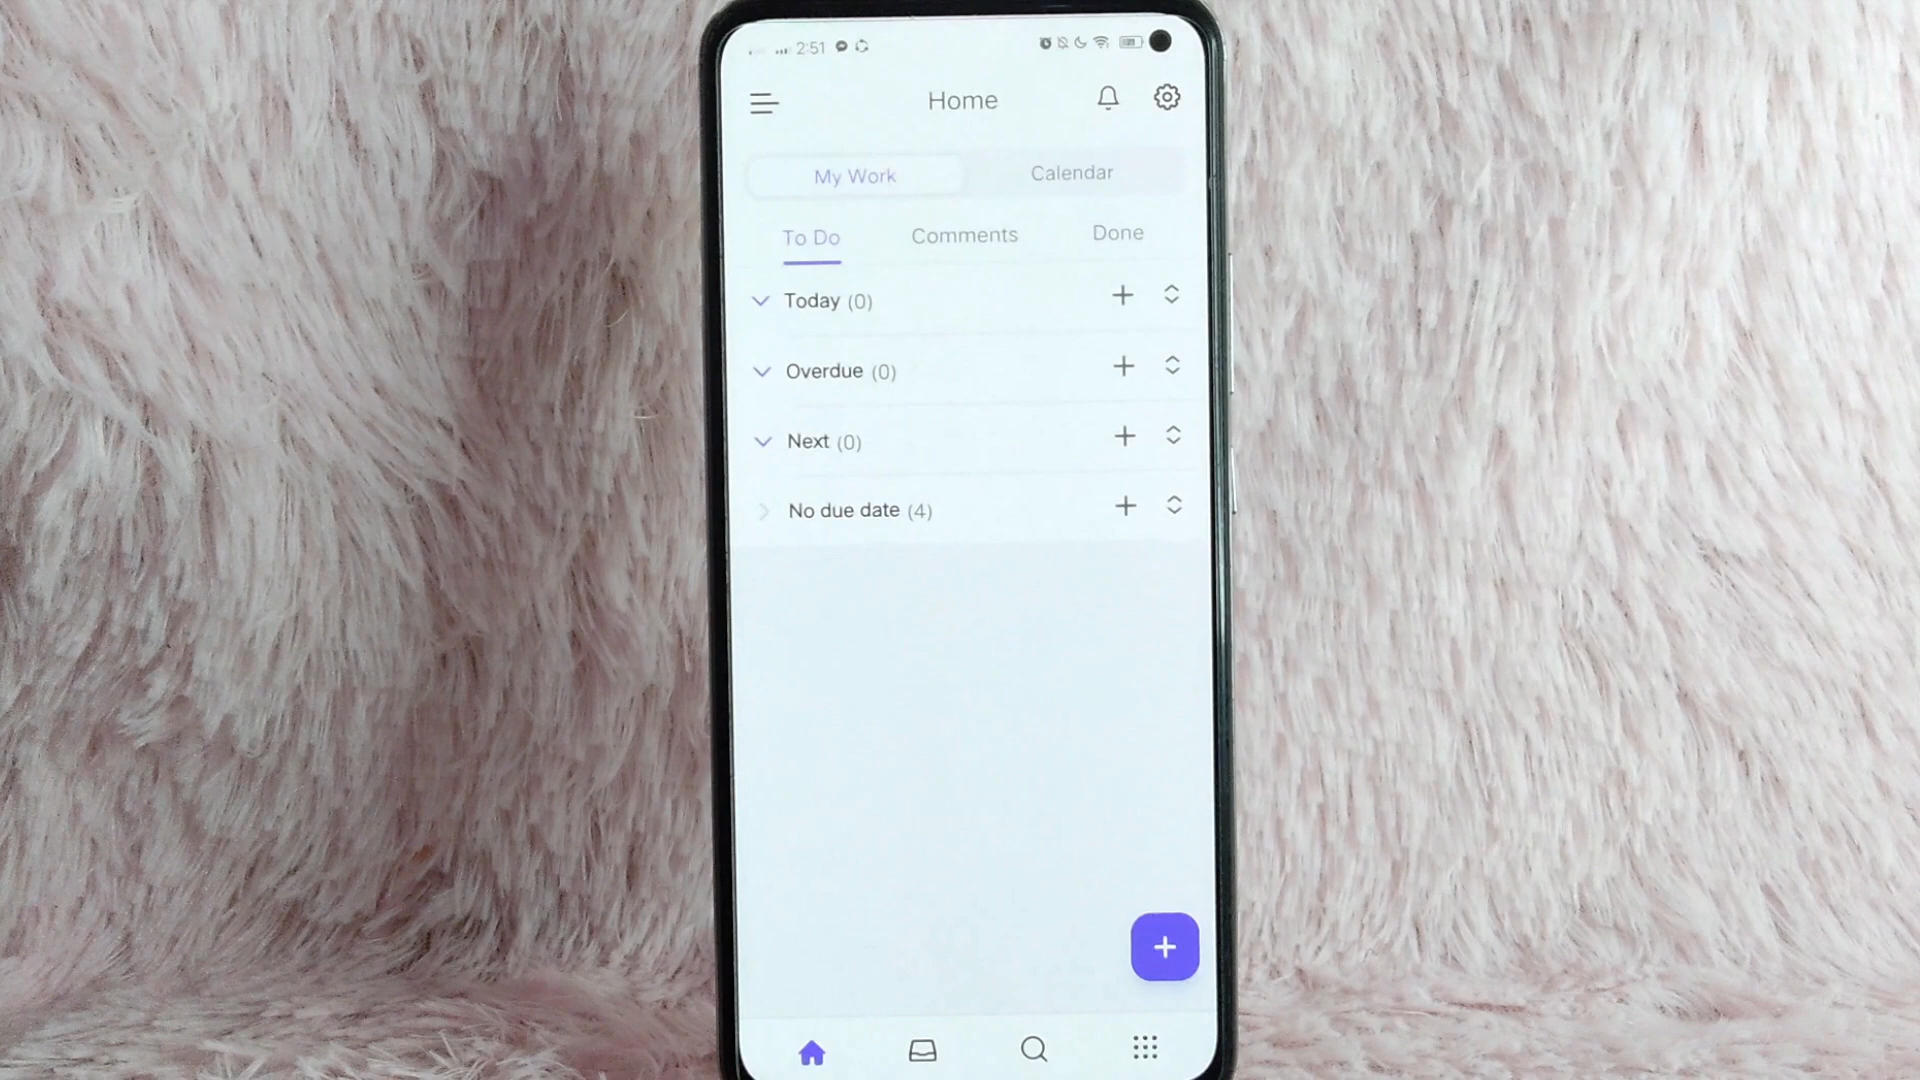 2:51
Home
My Work Calendar
To Do Comments Done
Today (0)
Overdue (0)
Next (0)
No due date (4)